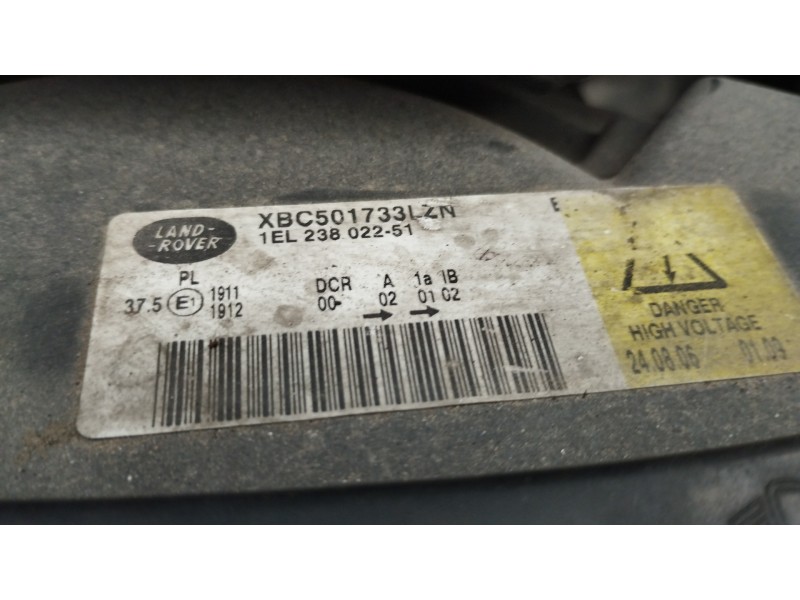 LAND-
-ROVER
XBC501733LZN
1EL 238 022-51
PL
37.5 E1 1911
1912
DCR A 1a IB
00- 02 01 02
DANGER
HIGH VOLTAGE
24.08.06 01.09